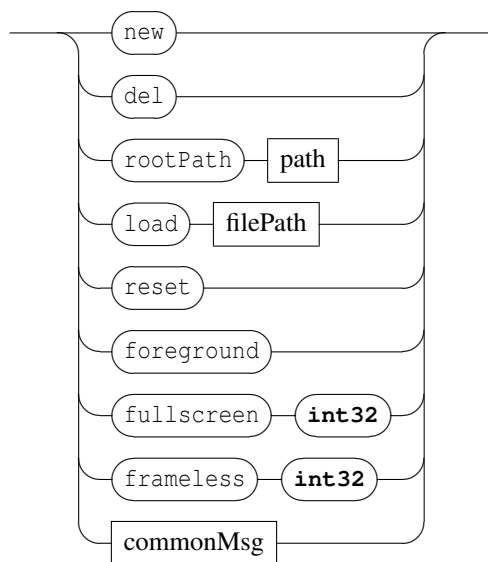 new
del
rootPath path
load filePath
reset
foreground
fullscreen int32
frameless int32
commonMsg